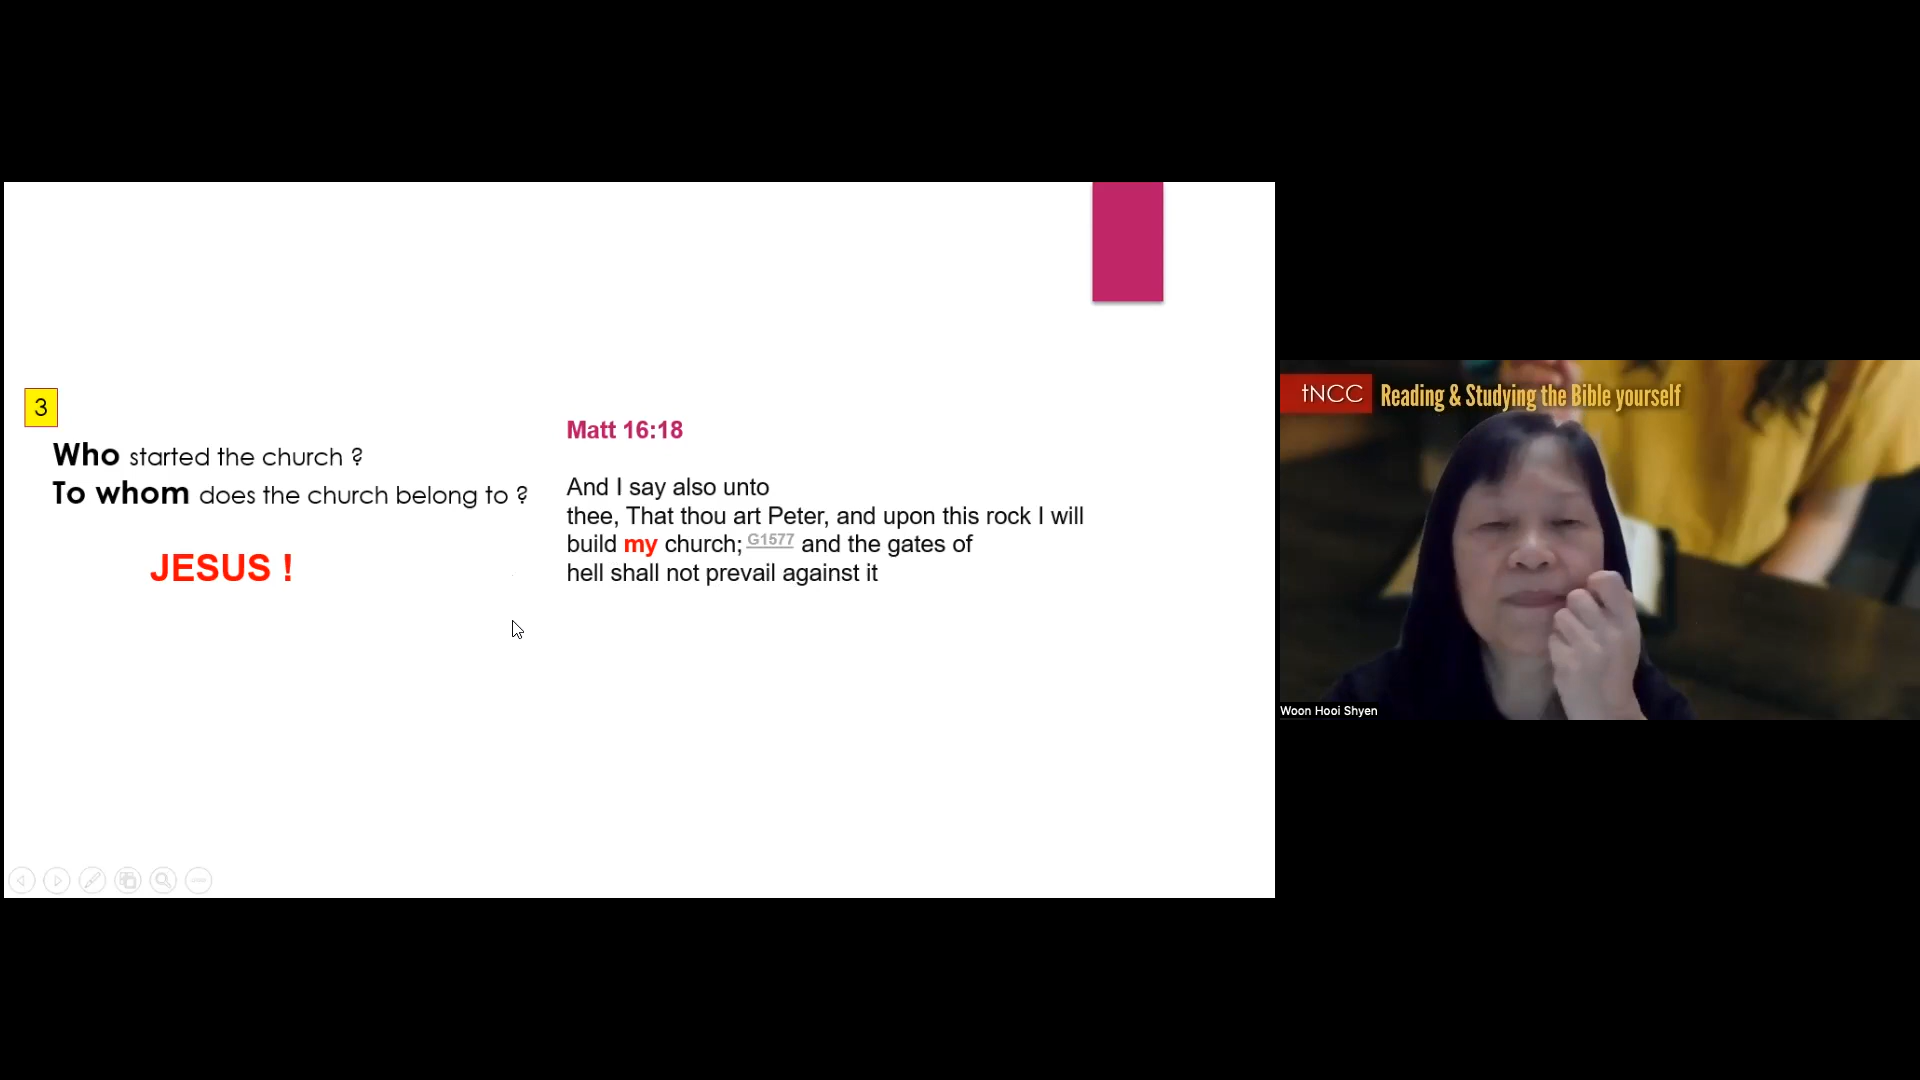 3
Who started the church ?
To whom does the church belong to ?
JESUS !
Matt 16:18
And I say also unto
thee, That thou art Peter, and upon this rock I will
build my church; G1577 and the gates of
hell shall not prevail against it
tNCC Reading & Studying the Bible yourself
Woon Hooi Shyen